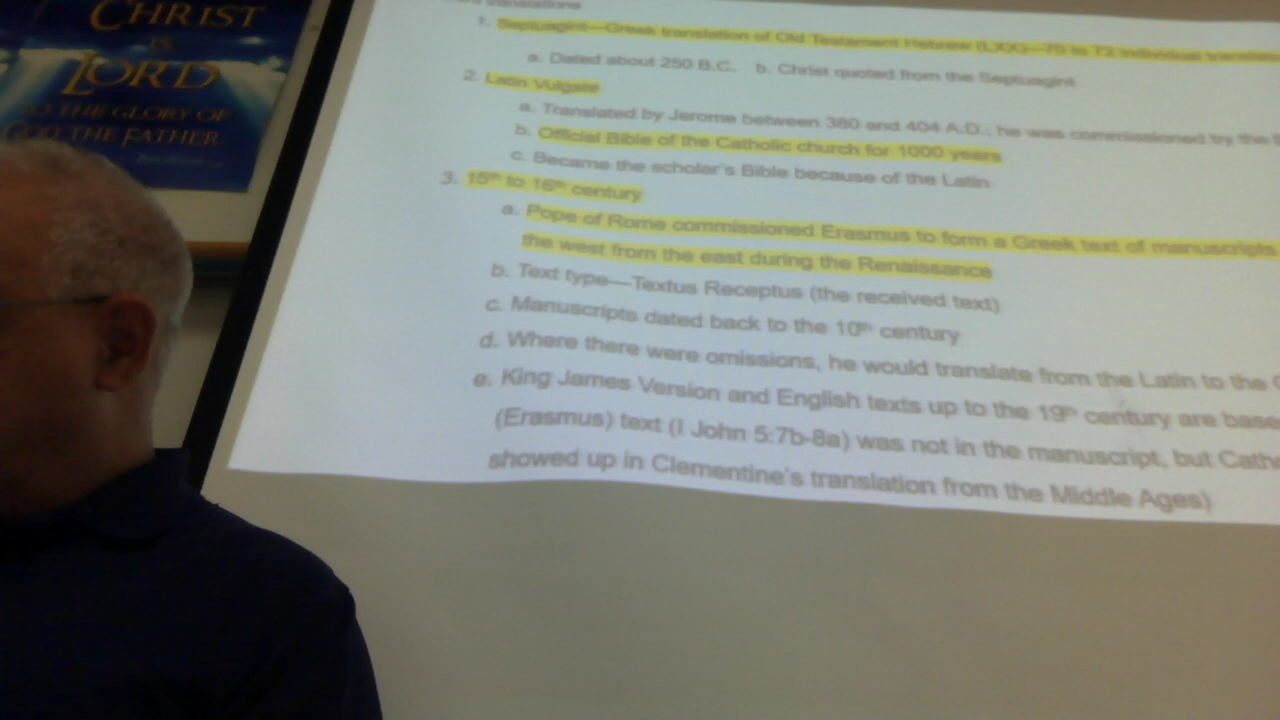 CHRIST
IS
LORD
TO THE GLORY OF
GOD THE FATHER.
translations
1. Septuagint—Greek translation of Old Testament Hebrew (LXX)—70 to 72 individual
a. Dated about 250 B.C. b. Christ quoted from the Septuagint
2. Latin Vulgate
a. Translated by Jerome between 380 and 404 A.D.; he was commissioned by the
b. Official Bible of the Catholic church for 1000 years
c. Became the scholar's Bible because of the Latin
3. 15th to 16th century
a. Pope of Rome commissioned Erasmus to form a Greek text of manuscripts
the west from the east during the Renaissance
b. Text type—Textus Receptus (the received text)
c. Manuscripts dated back to the 10th century
d. Where there were omissions, he would translate from the Latin to the
e. King James Version and English texts up to the 19th century are
(Erasmus) text (I John 5:7b-8a) was not in the manuscript, but
showed up in Clementine's translation from the Middle Ages)